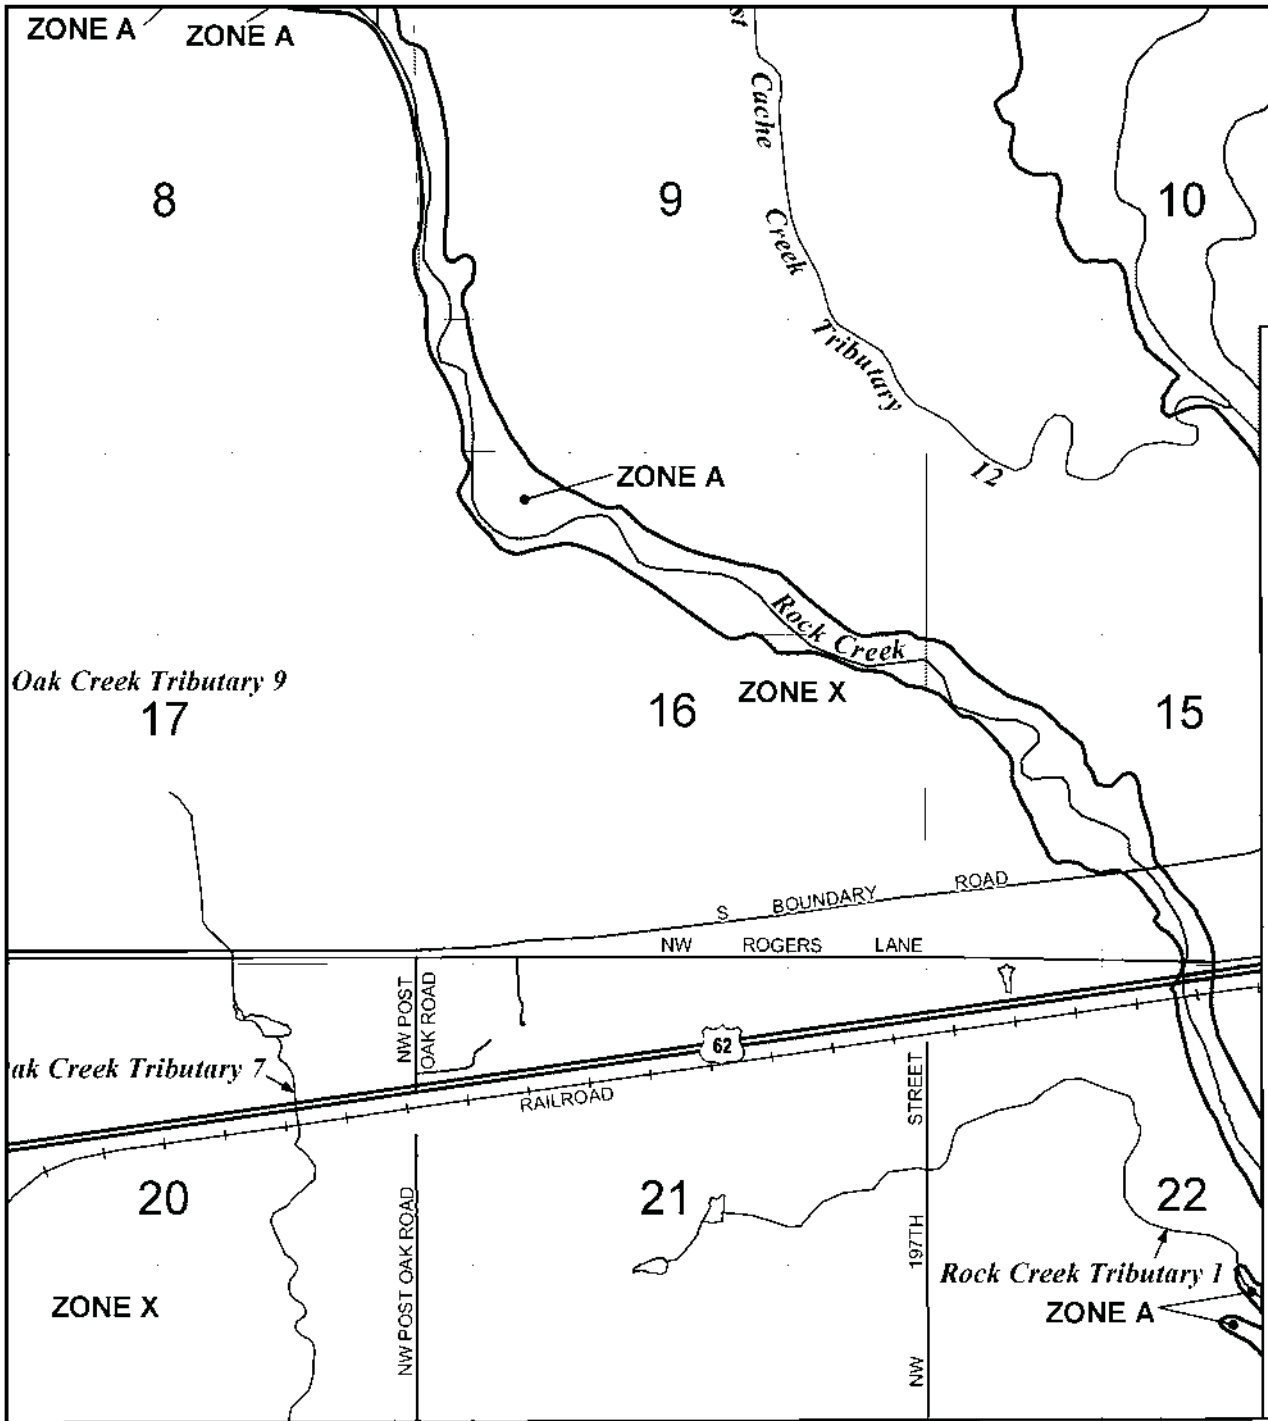 ZONE A
ZONE A
st
Cache
Creek
Tributary
12
8
9
10
ZONE A
Rock Creek
Oak Creek Tributary 9
ZONE X
17
16
15
S BOUNDARY ROAD
NW ROGERS LANE
NW POST
OAK ROAD
62
ak Creek Tributary 7
RAILROAD
NW 197TH STREET
20
21
22
NW POST OAK ROAD
Rock Creek Tributary 1
ZONE X
ZONE A